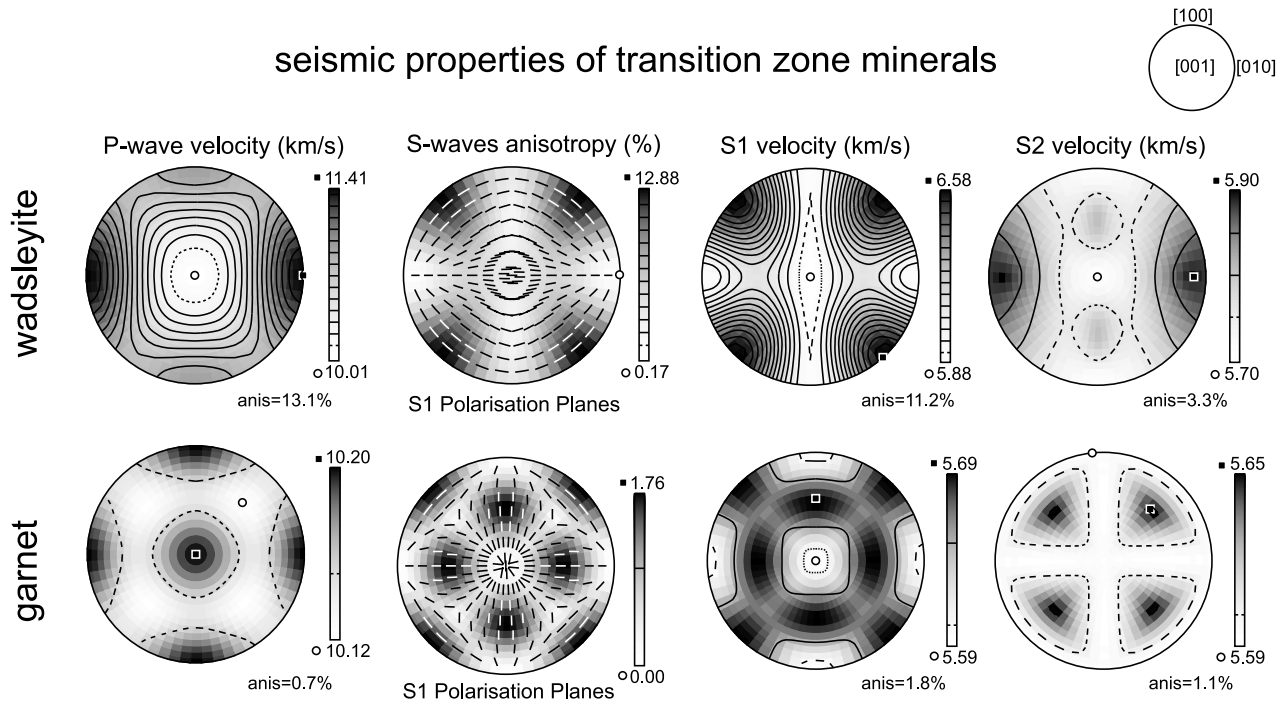 [100]
seismic properties of transition zone minerals
[001] [010]
P-wave velocity (km/s) S-waves anisotropy (%) S1 velocity (km/s) S2 velocity (km/s)
wadsleyite
11.41 12.88 6.58 5.90
10.01 0.17 5.88 5.70
anis=13.1% S1 Polarisation Planes anis=11.2% anis=3.3%
garnet
10.20 1.76 5.69 5.65
10.12 0.00 5.59 5.59
anis=0.7% S1 Polarisation Planes anis=1.8% anis=1.1%